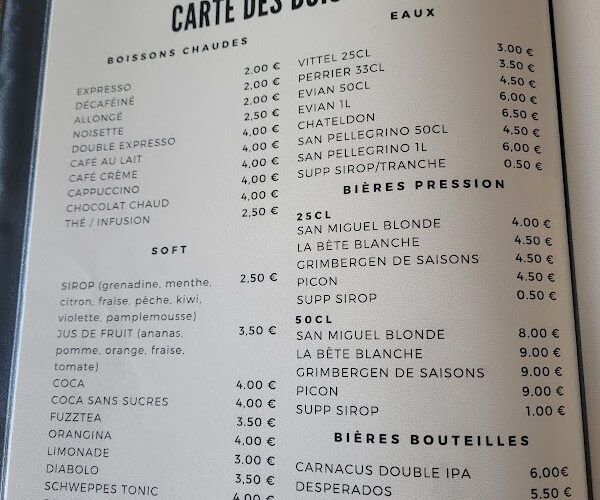 CARTE DES BOIS
BOISSONS CHAUDES
EXPRESSO 2.00 €
DÉCAFÉINÉ 2.00 €
ALLONGÉ 2.00 €
NOISETTE 2.50 €
DOUBLE EXPRESSO 4.00 €
CAFÉ AU LAIT 4.00 €
CAFÉ CRÈME 4.00 €
CAPPUCCINO 4.00 €
CHOCOLAT CHAUD 4.00 €
THÉ / INFUSION 2.50 €
SOFT
SIROP (grenadine, menthe, 2.50 €
citron, fraise, pèche, kiwi,
violette, pamplemousse)
JUS DE FRUIT (ananas, 3,50 €
pomme, orange, fraise,
tomate)
COCA 4.00 €
COCA SANS SUCRES 4.00 €
FUZZTEA 3.50 €
ORANGINA 4.00 €
LIMONADE 3.00 €
DIABOLO 3.50 €
SCHWEPPES TONIC 4.00 €
EAUX
VITTEL 25CL 3.00 €
PERRIER 33CL 3.50 €
EVIAN 50CL 4.50 €
EVIAN 1L 6.00 €
CHATELDON 6,50 €
SAN PELLEGRINO 50CL 4.50 €
SAN PELLEGRINO 1L 6,00 €
SUPP SIROP/TRANCHE 0.50 €
BIÈRES PRESSION
25CL
SAN MIGUEL BLONDE 4.00 €
LA BÈTE BLANCHE 4.50 €
GRIMBERGEN DE SAISONS 4.50 €
PICON 4.50 €
SUPP SIROP 0.50 €
50CL
SAN MIGUEL BLONDE 8.00 €
LA BÈTE BLANCHE 9.00 €
GRIMBERGEN DE SAISONS 9.00 €
PICON 9.00 €
SUPP SIROP 1.00 €
BIÈRES BOUTEILLES
CARNACUS DOUBLE IPA 6,00€
DESPERADOS 5.50 €